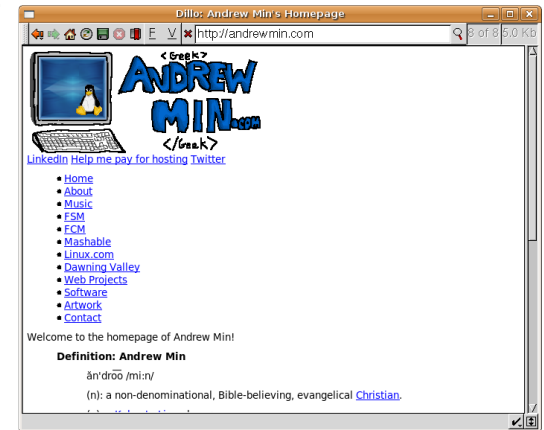 Dillo: Andrew Min's Homepage
F V http://andrewmin.com 8 of 8 5.0 Kb
<Geek>
ANDREW
MIN.com
</Geek>
LinkedIn Help me pay for hosting Twitter
Home
About
Music
FSM
FCM
Mashable
Linux.com
Dawning Valley
Web Projects
Software
Artwork
Contact
Welcome to the homepage of Andrew Min!
Definition: Andrew Min
ăn'dro͞o /mi:n/
(n): a non-denominational, Bible-believing, evangelical Christian.